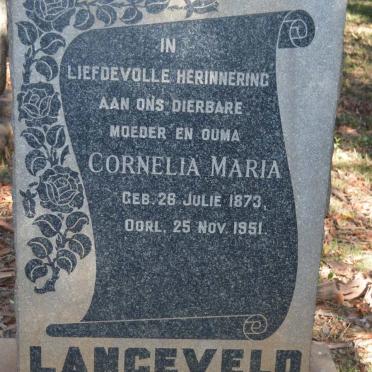 IN
LIEFDEVOLLE HERINNERING
AAN ONS DIERBARE
MOEDER EN OUMA
CORNELIA MARIA
GEB. 26 JULIE 1873,
OORL. 25 NOV. 1951.
LANGEVELD